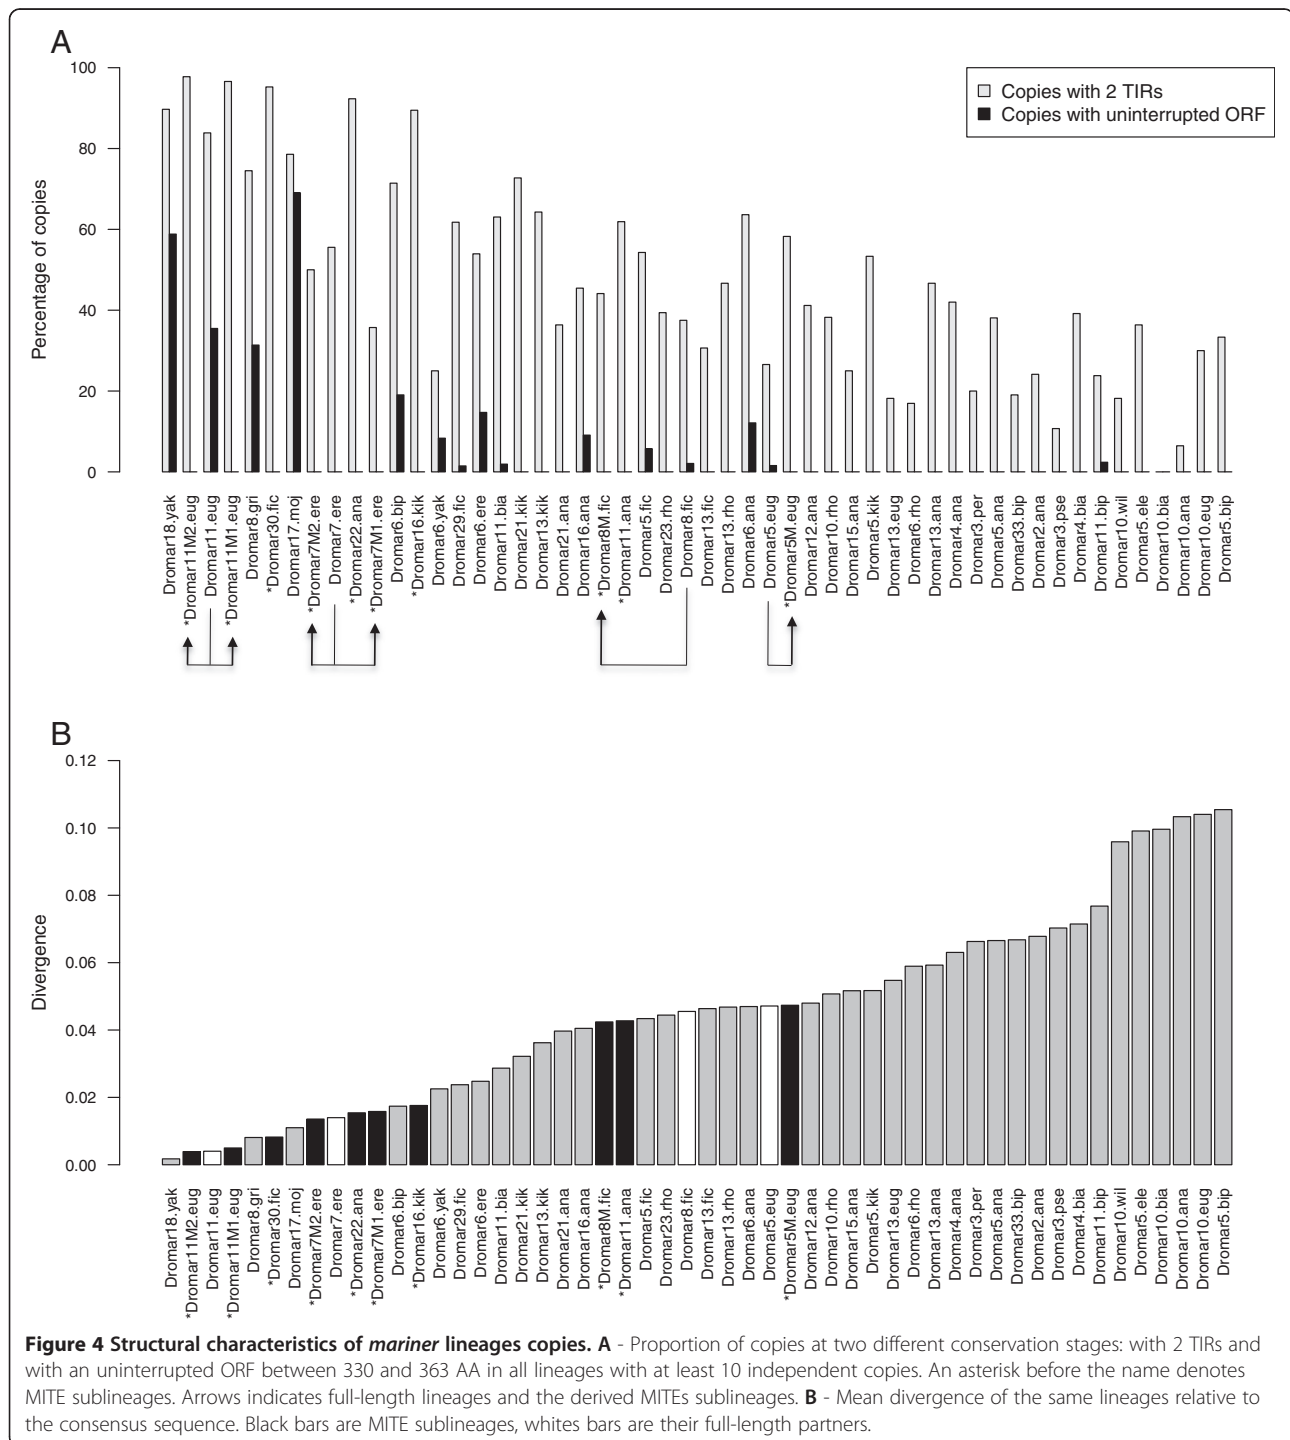 A
100
80
60
40
20
0
Percentage of copies
Copies with 2 TIRs
Copies with uninterrupted ORF
Dromar18.yak
*Dromar11M2.eug
Dromar11.eug
*Dromar11M1.eug
Dromar8.gri
*Dromar30.fic
Dromar17.moj
*Dromar7M2.ere
Dromar7.ere
*Dromar22.ana
*Dromar7M1.ere
Dromar6.bip
*Dromar16.kik
Dromar6.yak
Dromar29.fic
Dromar6.ere
Dromar11.bia
Dromar21.kik
Dromar13.kik
Dromar21.ana
Dromar16.ana
*Dromar8M.fic
*Dromar11.ana
Dromar5.fic
Dromar23.rho
Dromar8.fic
Dromar13.fic
Dromar13.rho
Dromar6.ana
Dromar5.eug
*Dromar5M.eug
Dromar12.ana
Dromar10.rho
Dromar15.ana
Dromar5.kik
Dromar13.eug
Dromar6.rho
Dromar13.ana
Dromar4.ana
Dromar3.per
Dromar5.ana
Dromar33.bip
Dromar2.ana
Dromar3.pse
Dromar4.bia
Dromar11.bip
Dromar10.wil
Dromar5.ele
Dromar10.bia
Dromar10.ana
Dromar10.eug
Dromar5.bip
B
0.12
0.10
0.08
0.06
0.04
0.02
0.00
Divergence
Dromar18.yak
*Dromar11M2.eug
Dromar11.eug
*Dromar11M1.eug
Dromar8.gri
*Dromar30.fic
Dromar17.moj
*Dromar7M2.ere
Dromar7.ere
*Dromar22.ana
*Dromar7M1.ere
Dromar6.bip
*Dromar16.kik
Dromar6.yak
Dromar29.fic
Dromar6.ere
Dromar11.bia
Dromar21.kik
Dromar13.kik
Dromar21.ana
Dromar16.ana
*Dromar8M.fic
*Dromar11.ana
Dromar5.fic
Dromar23.rho
Dromar8.fic
Dromar13.fic
Dromar13.rho
Dromar6.ana
Dromar5.eug
*Dromar5M.eug
Dromar12.ana
Dromar10.rho
Dromar15.ana
Dromar5.kik
Dromar13.eug
Dromar6.rho
Dromar13.ana
Dromar4.ana
Dromar3.per
Dromar5.ana
Dromar33.bip
Dromar2.ana
Dromar3.pse
Dromar4.bia
Dromar11.bip
Dromar10.wil
Dromar5.ele
Dromar10.bia
Dromar10.ana
Dromar10.eug
Dromar5.bip
Figure 4 Structural characteristics of mariner lineages copies. A - Proportion of copies at two different conservation stages: with 2 TIRs and
with an uninterrupted ORF between 330 and 363 AA in all lineages with at least 10 independent copies. An asterisk before the name denotes
MITE sublineages. Arrows indicates full-length lineages and the derived MITEs sublineages. B - Mean divergence of the same lineages relative to
the consensus sequence. Black bars are MITE sublineages, whites bars are their full-length partners.